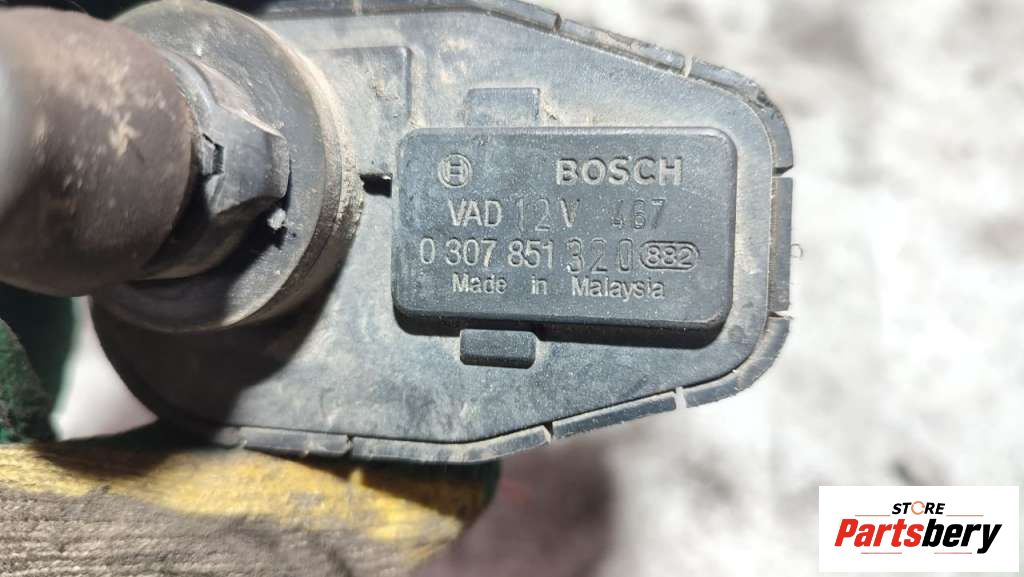 BOSCH
VAD 12V 467
0 307 851 320 882
Made in Malaysia
STORE
Partsbery